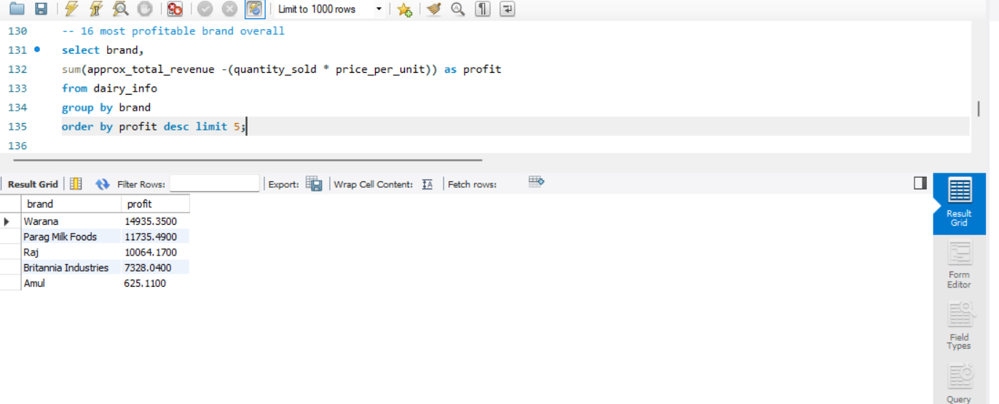 Limit to 1000 rows
130 -- 16 most profitable brand overall
131 select brand,
132 sum(approx_total_revenue -(quantity_sold * price_per_unit)) as profit
133 from dairy_info
134 group by brand
135 order by profit desc limit 5;
136
Result Grid Filter Rows: Export: Wrap Cell Content: Fetch rows:
brand profit
Warana 14935.3500
Parag Milk Foods 11735.4900
Raj 10064.1700
Britannia Industries 7328.0400
Amul 625.1100
Result
Grid
Form
Editor
Field
Types
Query